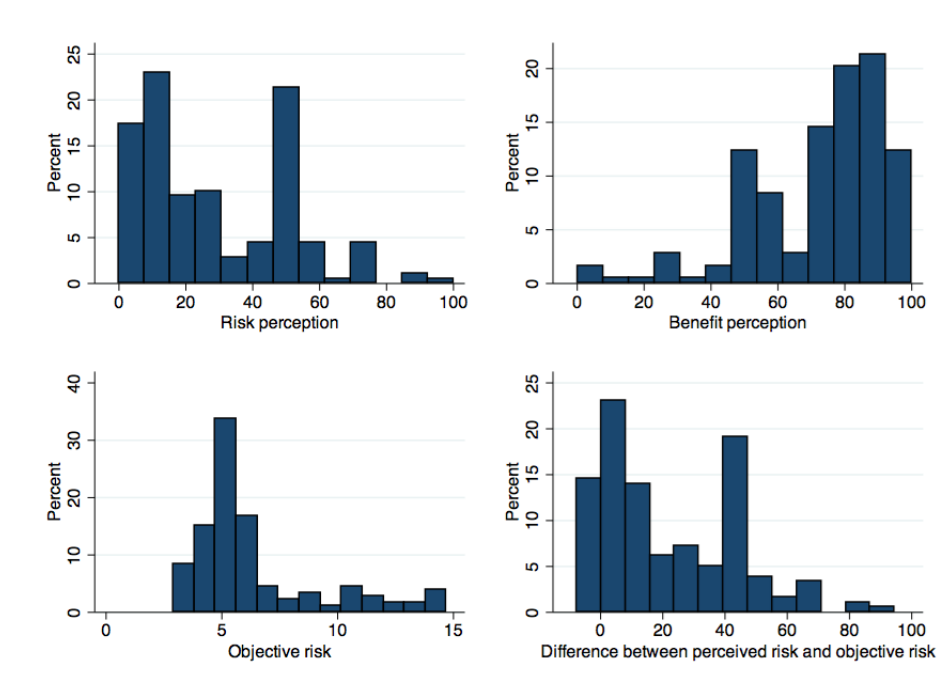 25
20
15
10
5
0
Percent
0 20 40 60 80 100
Risk perception
20
15
10
5
0
Percent
0 20 40 60 80 100
Benefit perception
40
30
20
10
0
Percent
0 5 10 15
Objective risk
25
20
15
10
5
0
Percent
0 20 40 60 80 100
Difference between perceived risk and objective risk